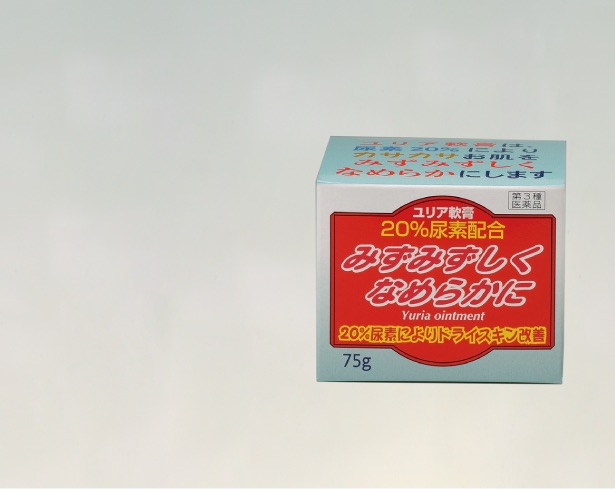 ユリア軟膏は、
尿素20%により
カサカサお肌を
みずみずしく
なめらかにします
第3種
医薬品
ユリア軟膏
20%尿素配合
みずみずしく
なめらかに
Yuria ointment
20%尿素によりドライスキン改善
75g